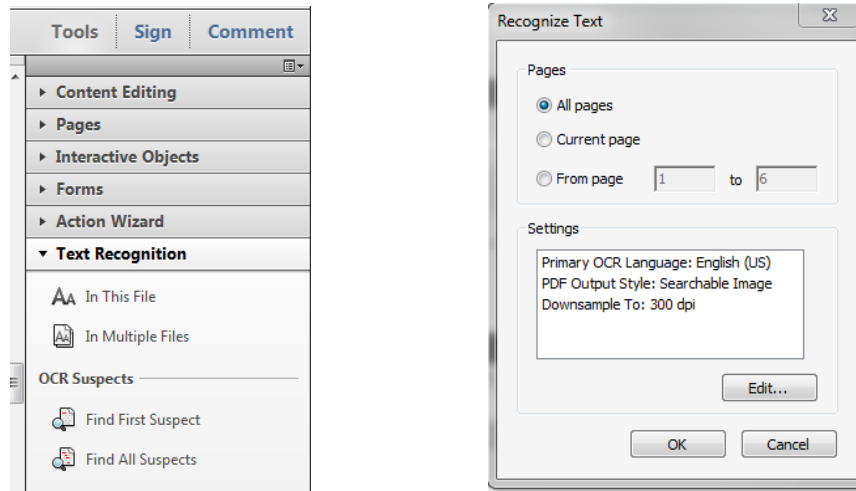 Tools Sign Comment
Content Editing
Pages
Interactive Objects
Forms
Action Wizard
Text Recognition
In This File
In Multiple Files
OCR Suspects
Find First Suspect
Find All Suspects
Recognize Text
Pages
All pages
Current page
From page 1 to 6
Settings
Primary OCR Language: English (US)
PDF Output Style: Searchable Image
Downsample To: 300 dpi
Edit...
OK Cancel